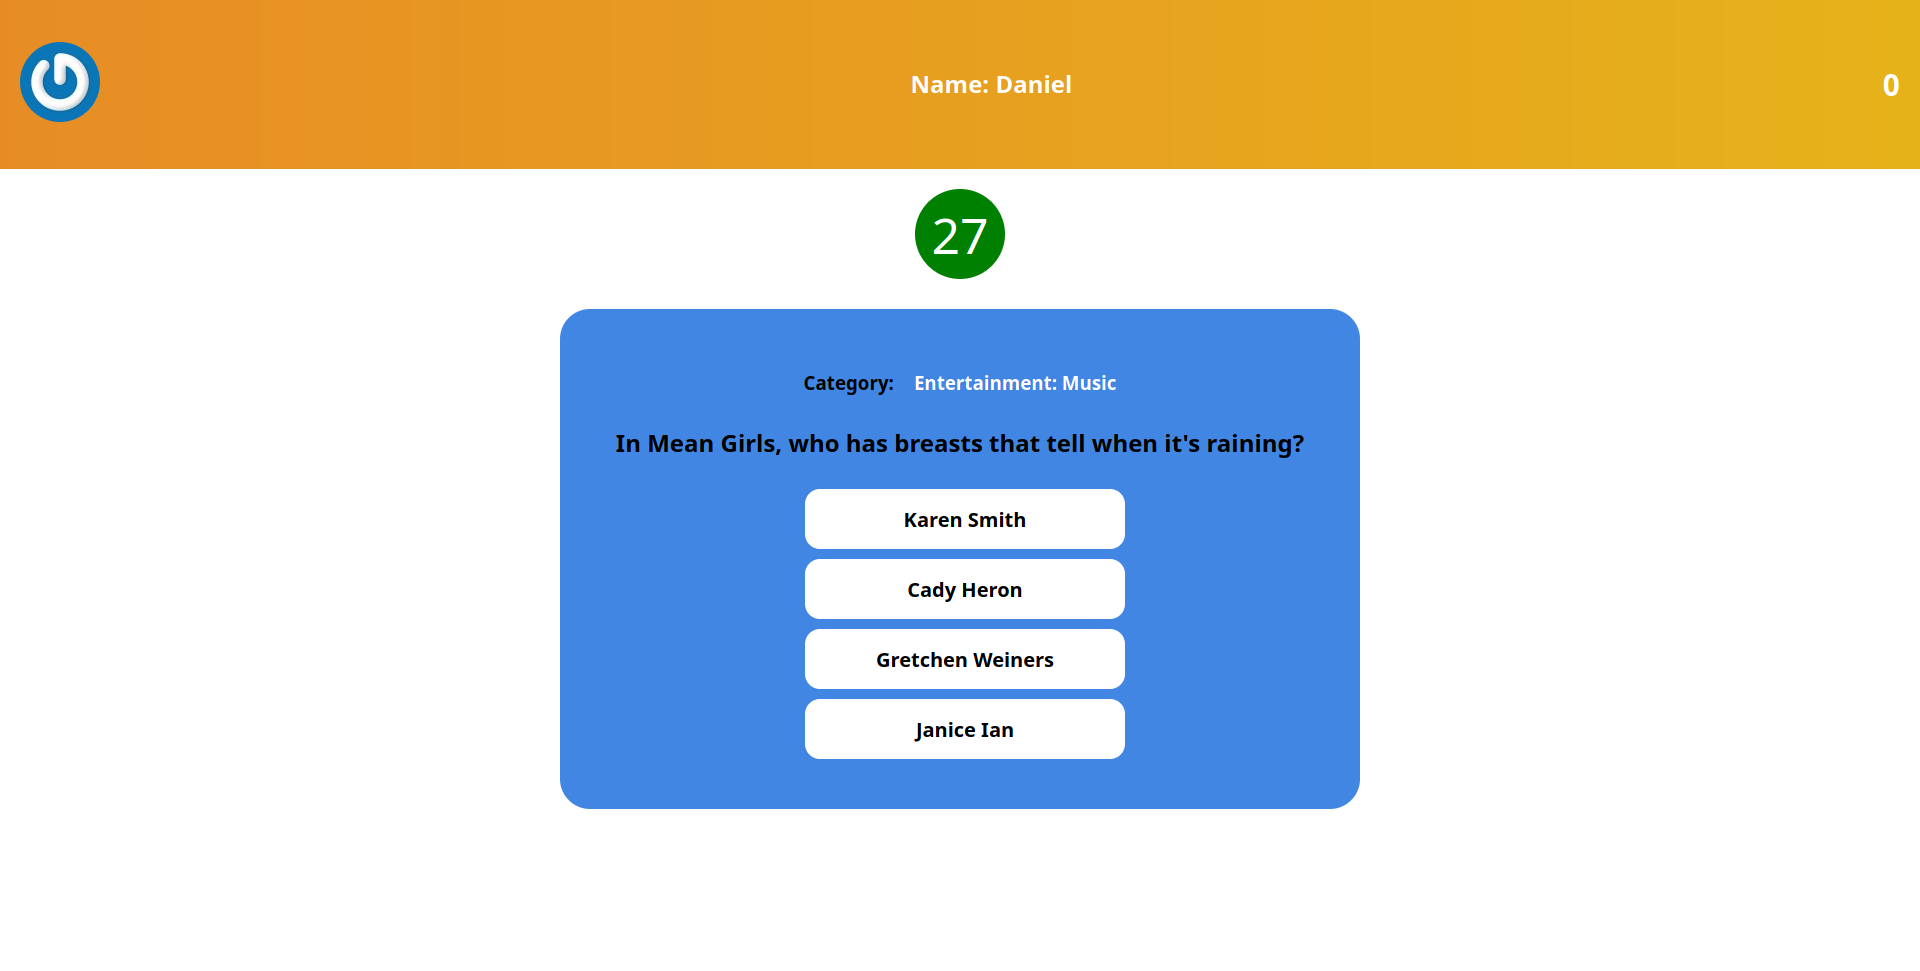 Name: Daniel
0
27
Category: Entertainment: Music
In Mean Girls, who has breasts that tell when it's raining?
Karen Smith
Cady Heron
Gretchen Weiners
Janice Ian